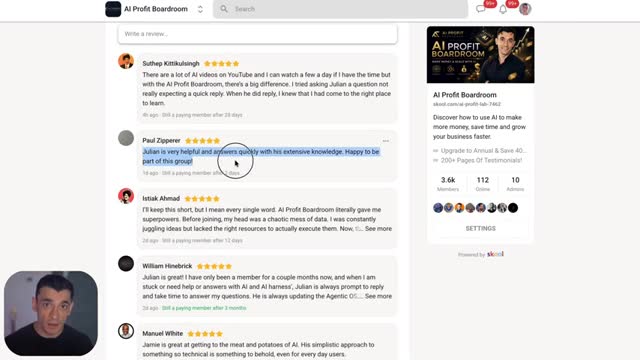 AI Profit Boardroom
Search
99+
99+
Write a review...
Suthep Kittikulsingh
There are a lot of AI videos on YouTube and I can watch a few a day if I have the time but
with the AI Profit Boardroom, there's a big difference. I tried asking Julian a question not
really expecting a quick reply. When he did reply, I knew that I had come to the right place
to learn.
4h ago · Still a paying member after 28 days
Paul Zipperer
Julian is very helpful and answers quickly with his extensive knowledge. Happy to be
part of this group!
1d ago · Still a paying member after 2 days
Istiak Ahmad
I'll keep this short, but I mean every single word. AI Profit Boardroom literally gave me
superpowers. Before joining, my head was a chaotic mess of data. I was constantly
juggling ideas but lacked the right resources to actually execute them. Now, I... See more
2d ago · Still a paying member after 12 days
William Hinebrick
Julian is great! I have only been a member for a couple months now, and when I am
stuck or need help or answers with AI and AI harness', Julian is always prompt to reply
and take time to answer my questions. He is always updating the Agentic OS,... See more
2d ago · Still a paying member after 3 months
Manuel White
Jamie is great at getting to the meat and potatoes of AI. His simplistic approach to
something so technical is something to behold, even for every day users.
AI PROFIT
BOARDROOM
AI Profit Boardroom
skool.com/ai-profit-lab-7462
Discover how to use AI to make
more money, save time and grow
your business faster.
Upgrade to Annual & Save 40...
200+ Pages Of Testimonials!
3.6k
Members
112
Online
10
Admins
SETTINGS
Powered by skool